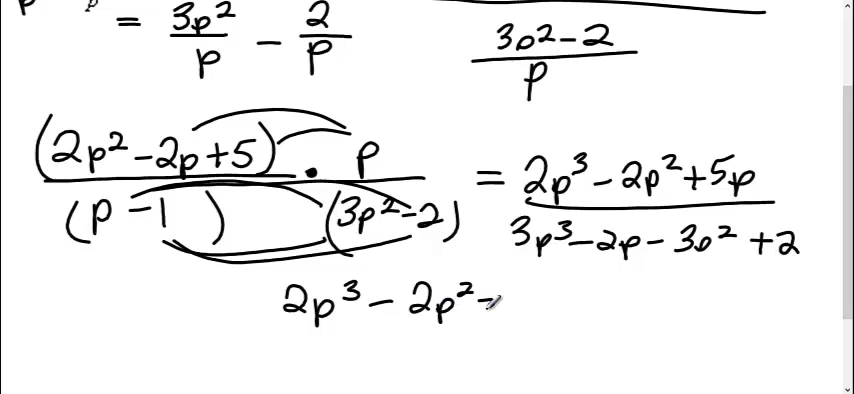 p p = 3p²/p - 2/p
(3p²-2)/p
(2p²-2p+5)/(p-1) · p/(3p²-2) = (2p³-2p²+5p)/(3p³-2p-3p²+2)
2p³ - 2p²